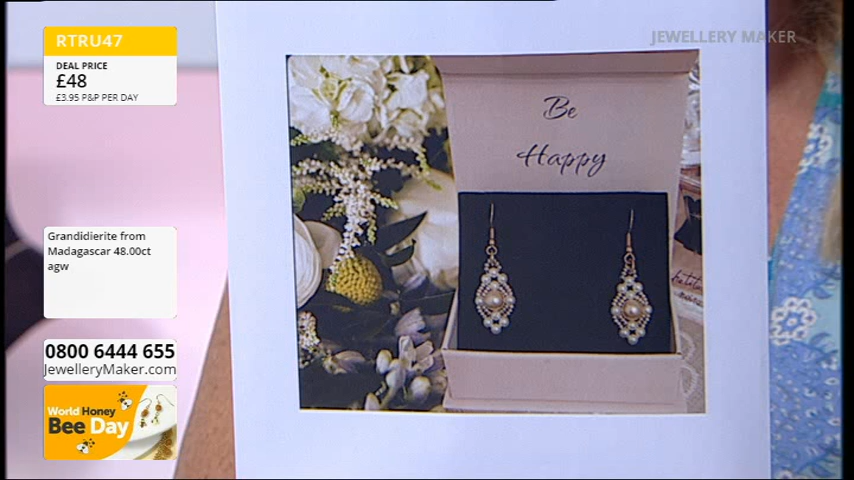 RTRU47
DEAL PRICE
£48
£3.95 P&P PER DAY
JEWELLERY MAKER
Be
Happy
Grandidierite from
Madagascar 48.00ct
agw
0800 6444 655
JewelleryMaker.com
World Honey
Bee Day